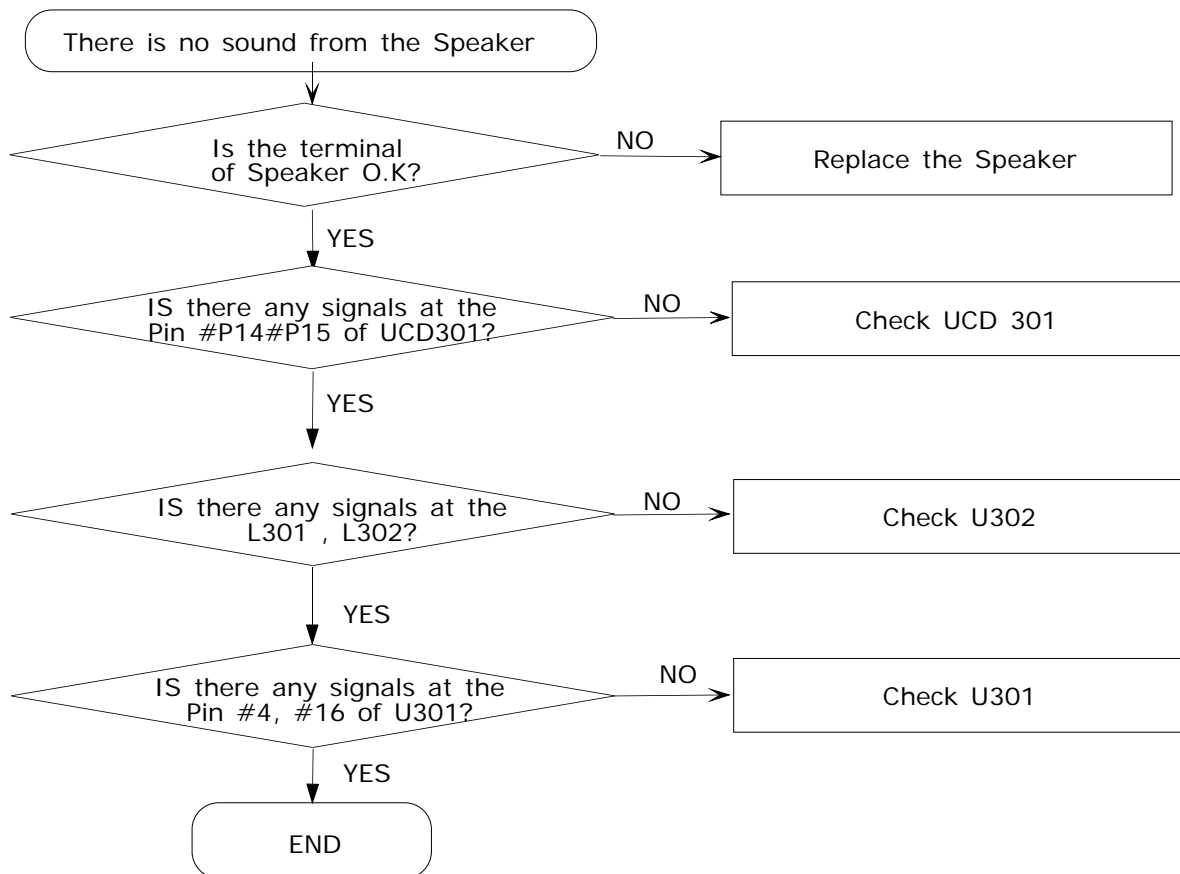 There is no sound from the Speaker
Is the terminal
of Speaker O.K?
NO
Replace the Speaker
YES
IS there any signals at the
Pin #P14#P15 of UCD301?
NO
Check UCD 301
YES
IS there any signals at the
L301 , L302?
NO
Check U302
YES
IS there any signals at the
Pin #4, #16 of U301?
NO
Check U301
YES
END